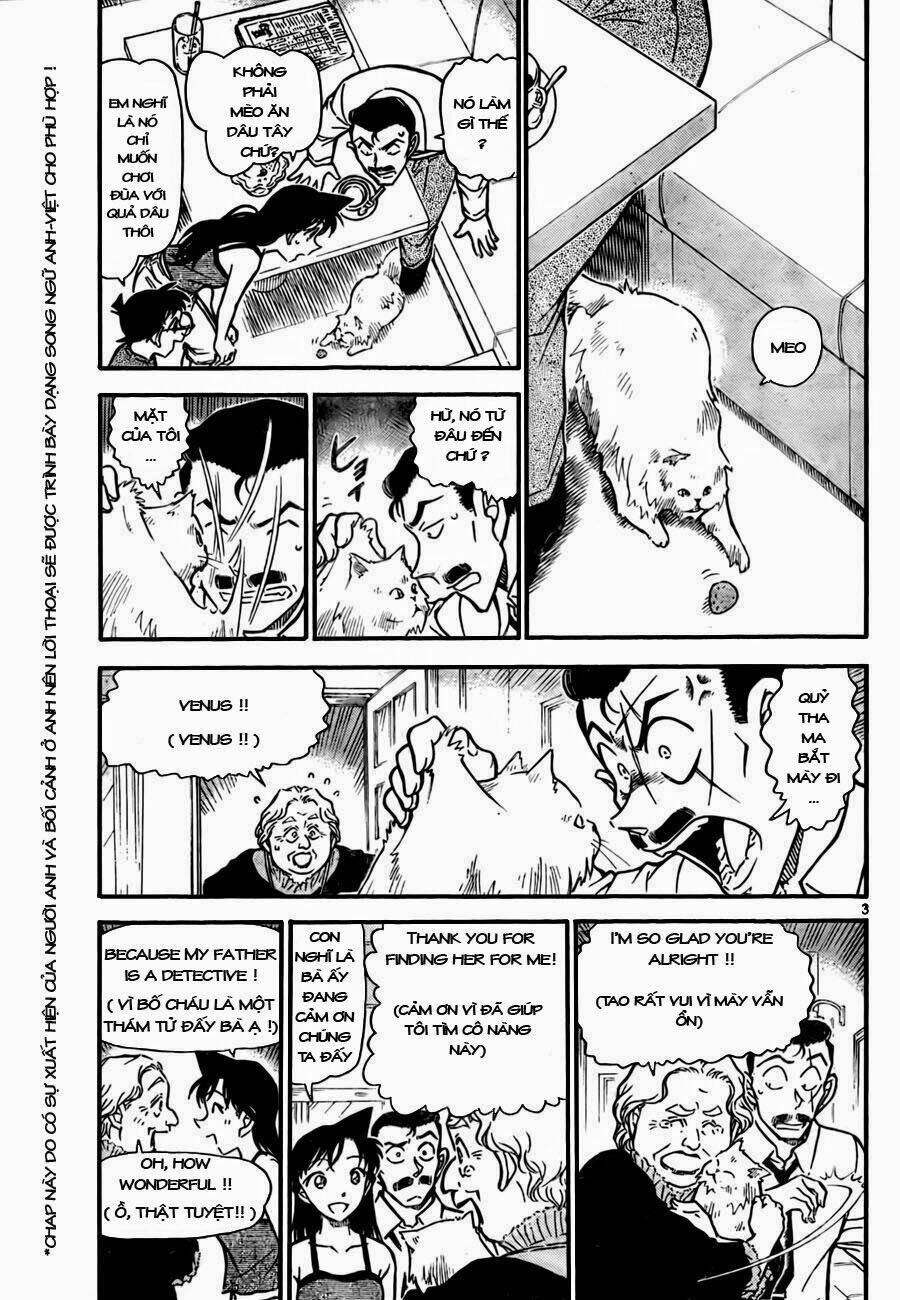 MEO
NÓ LÀM
GÌ THẾ
?
KHÔNG
PHẢI
MÈO ĂN
DÂU TÂY
CHỨ?
EM NGHĨ
LÀ NÓ
CHỈ
MUỐN
CHƠI
ĐÙA VỚI
QUẢ DÂU
THÔI
HỪ, NÓ TỪ
ĐÂU ĐẾN
CHỨ ?
MẶT
CỦA TÔI
...
QUỶ
THA
MA
BẮT
MÀY ĐI
...
VENUS !!
( VENUS !! )
3
I'M SO GLAD YOU'RE
ALRIGHT !!
(TAO RẤT VUI VÌ MÀY VẪN
ỔN)
THANK YOU FOR
FINDING HER FOR ME!
(CẢM ƠN VÌ ĐÃ GIÚP
TÔI TÌM CÔ NÀNG
NÀY)
CON
NGHĨ LÀ
BÀ ẤY
ĐANG
CẢM ƠN
CHÚNG
TA ĐẤY
BECAUSE MY FATHER
IS A DETECTIVE !
( VÌ BỐ CHÁU LÀ MỘT
THÁM TỬ ĐẤY BÀ Ạ !)
OH, HOW
WONDERFUL !!
( Ồ, THẬT TUYỆT!! )
*CHAP NÀY DO CÓ SỰ XUẤT HIỆN CỦA NGƯỜI ANH VÀ BỐI CẢNH Ở ANH NÊN LỜI THOẠI SẼ ĐƯỢC TRÌNH BÀY DẠNG SONG NGỮ ANH-VIỆT CHO PHÙ HỢP !